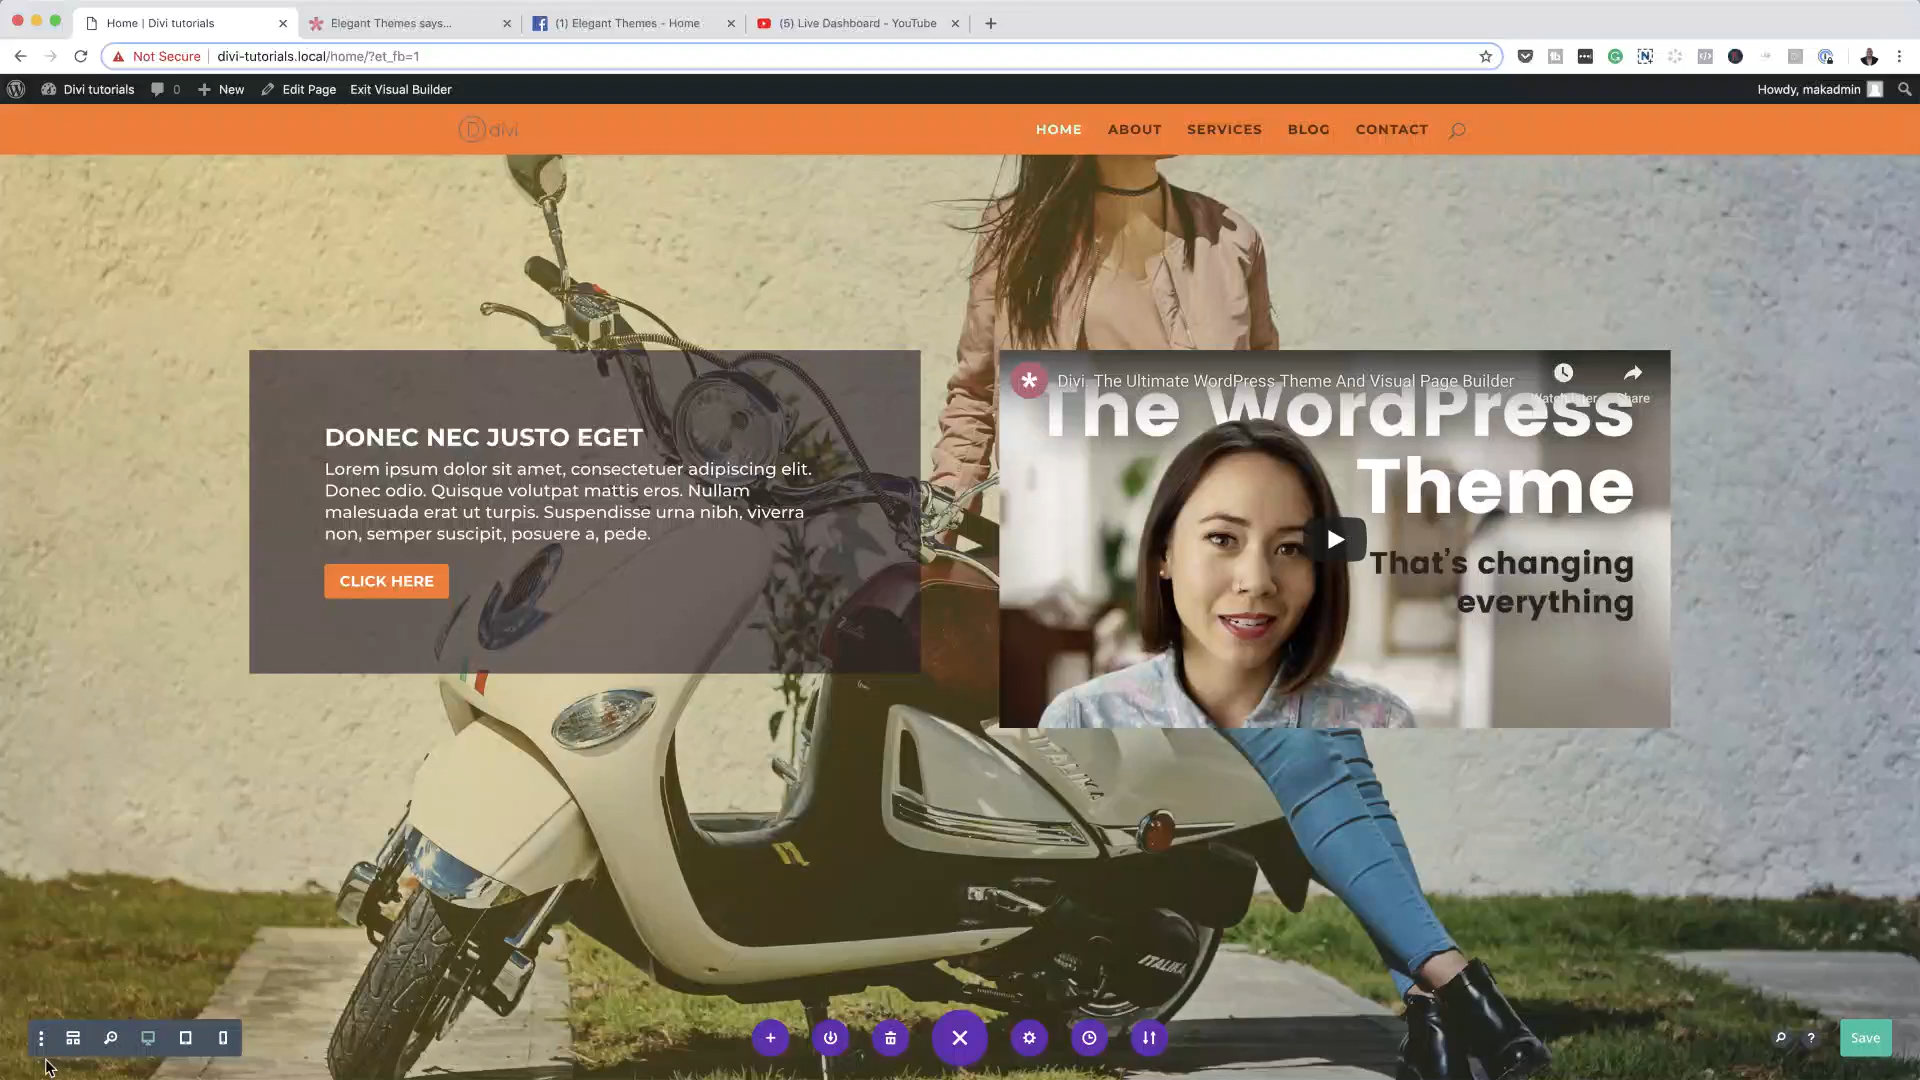 Home | Divi tutorials
Elegant Themes says...
(1) Elegant Themes - Home
(5) Live Dashboard - YouTube
Not Secure
divi-tutorials.local/home/?et_fb=1
Divi tutorials
0
New
Edit Page
Exit Visual Builder
Howdy, makadmin
D divi
HOME
ABOUT
SERVICES
BLOG
CONTACT
Divi, The Ultimate WordPress Theme And Visual Page Builder
Watch later
Share
The WordPress
Theme
That's changing
everything
DONEC NEC JUSTO EGET
Lorem ipsum dolor sit amet, consectetuer adipiscing elit.
Donec odio. Quisque volutpat mattis eros. Nullam
malesuada erat ut turpis. Suspendisse urna nibh, viverra
non, semper suscipit, posuere a, pede.
CLICK HERE
ITALIKA
ITALIKA
?
Save